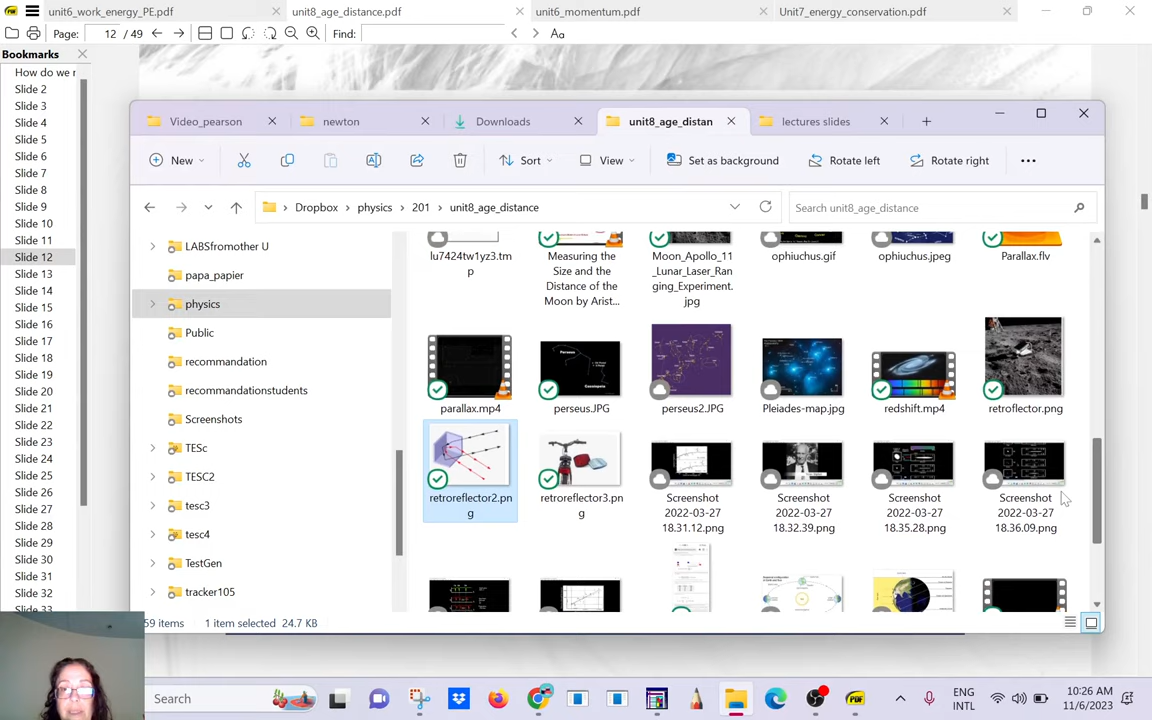 unit6_work_energy_PE.pdf
unit8_age_distance.pdf
unit6_momentum.pdf
Unit7_energy_conservation.pdf
Page: 12 / 49
Find:
Aa
Bookmarks
How do we r
Slide 2
Slide 3
Slide 4
Slide 5
Slide 6
Slide 7
Slide 8
Slide 9
Slide 10
Slide 11
Slide 12
Slide 13
Slide 14
Slide 15
Slide 16
Slide 17
Slide 18
Slide 19
Slide 20
Slide 21
Slide 22
Slide 23
Slide 24
Slide 25
Slide 26
Slide 27
Slide 28
Slide 29
Slide 30
Slide 31
Slide 32
Slide 33
Video_pearson
newton
Downloads
unit8_age_distan
lectures slides
New
Sort
View
Set as background
Rotate left
Rotate right
Dropbox
physics
201
unit8_age_distance
Search unit8_age_distance
LABSfromother U
papa_papier
physics
Public
recommandation
recommandationstudents
Screenshots
TESc
TESC2
tesc3
tesc4
TestGen
tracker105
lu7424tw1yz3.tm
p
Measuring the
Size and the
Distance of the
Moon by Arist...
Moon_Apollo_11
_Lunar_Laser_Ran
ging_Experiment.
jpg
ophiuchus.gif
ophiuchus.jpeg
Parallax.flv
parallax.mp4
perseus.JPG
perseus2.JPG
Pleiades-map.jpg
redshift.mp4
retroflector.png
retroreflector2.pn
g
retroreflector3.pn
g
Screenshot
2022-03-27
18.31.12.png
Screenshot
2022-03-27
18.32.39.png
Screenshot
2022-03-27
18.35.28.png
Screenshot
2022-03-27
18.36.09.png
59 items
1 item selected 24.7 KB
Search
ENG
INTL
10:26 AM
11/6/2023